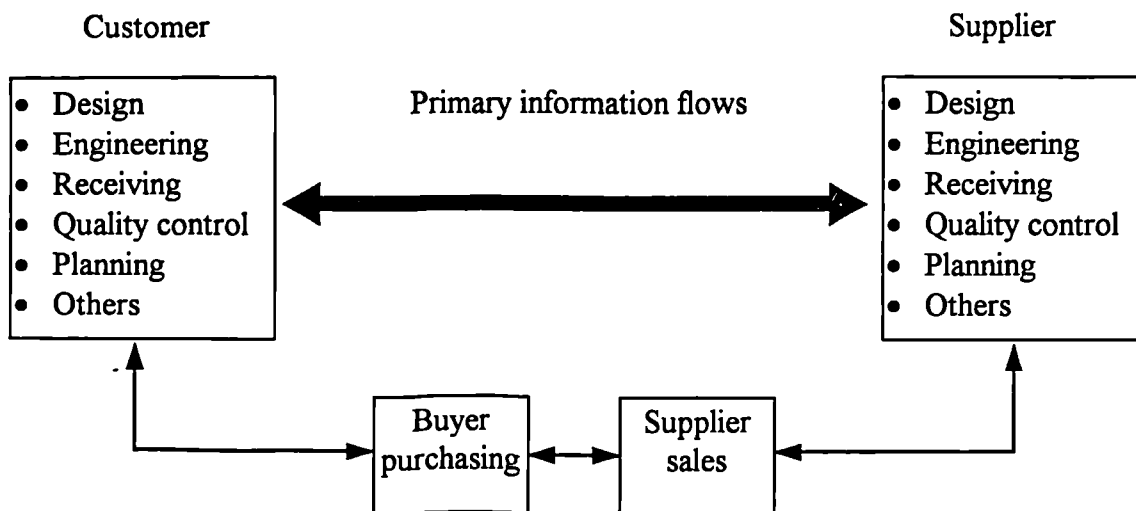 Customer
Supplier
Primary information flows
• Design
• Engineering
• Receiving
• Quality control
• Planning
• Others
• Design
• Engineering
• Receiving
• Quality control
• Planning
• Others
Buyer
purchasing
Supplier
sales